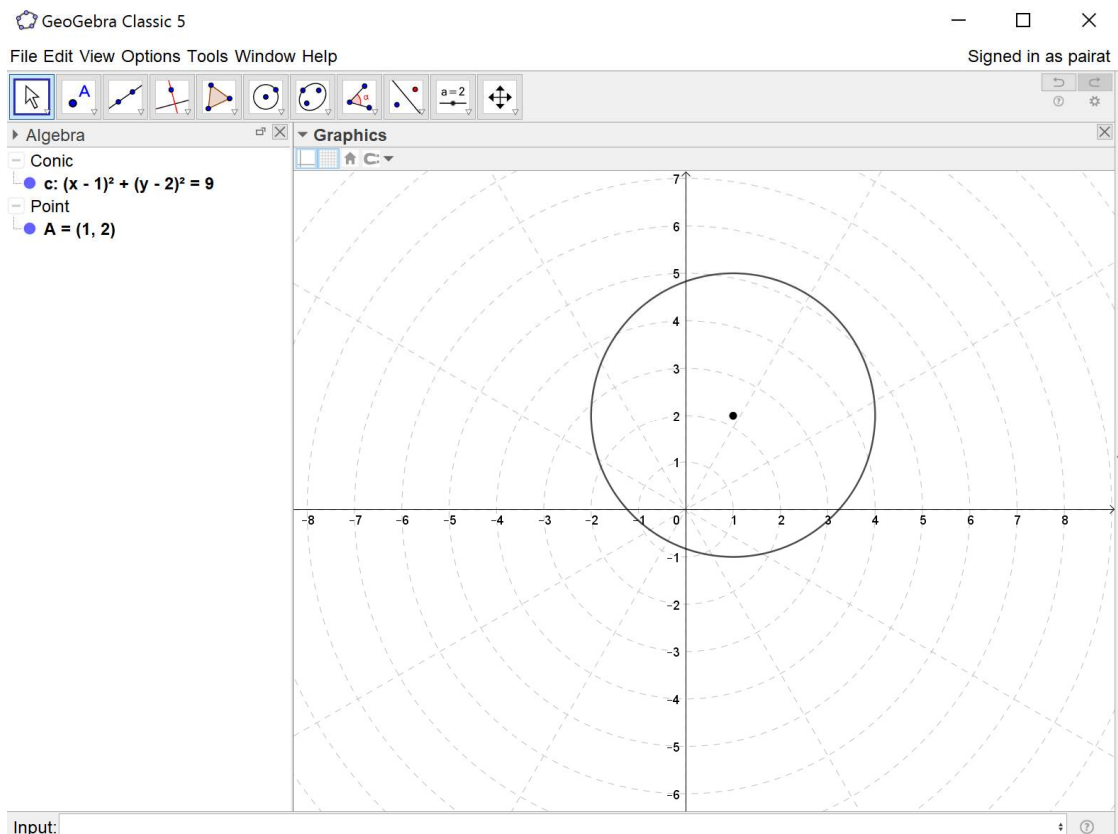 GeoGebra Classic 5
File Edit View Options Tools Window Help
Signed in as pairat
A
α
a = 2
Algebra
Conic
c: (x - 1)² + (y - 2)² = 9
Point
A = (1, 2)
Graphics
7
6
5
4
3
2
1
-8 -7 -6 -5 -4 -3 -2 -1 0 1 2 3 4 5 6 7 8
-1
-2
-3
-4
-5
-6
Input: